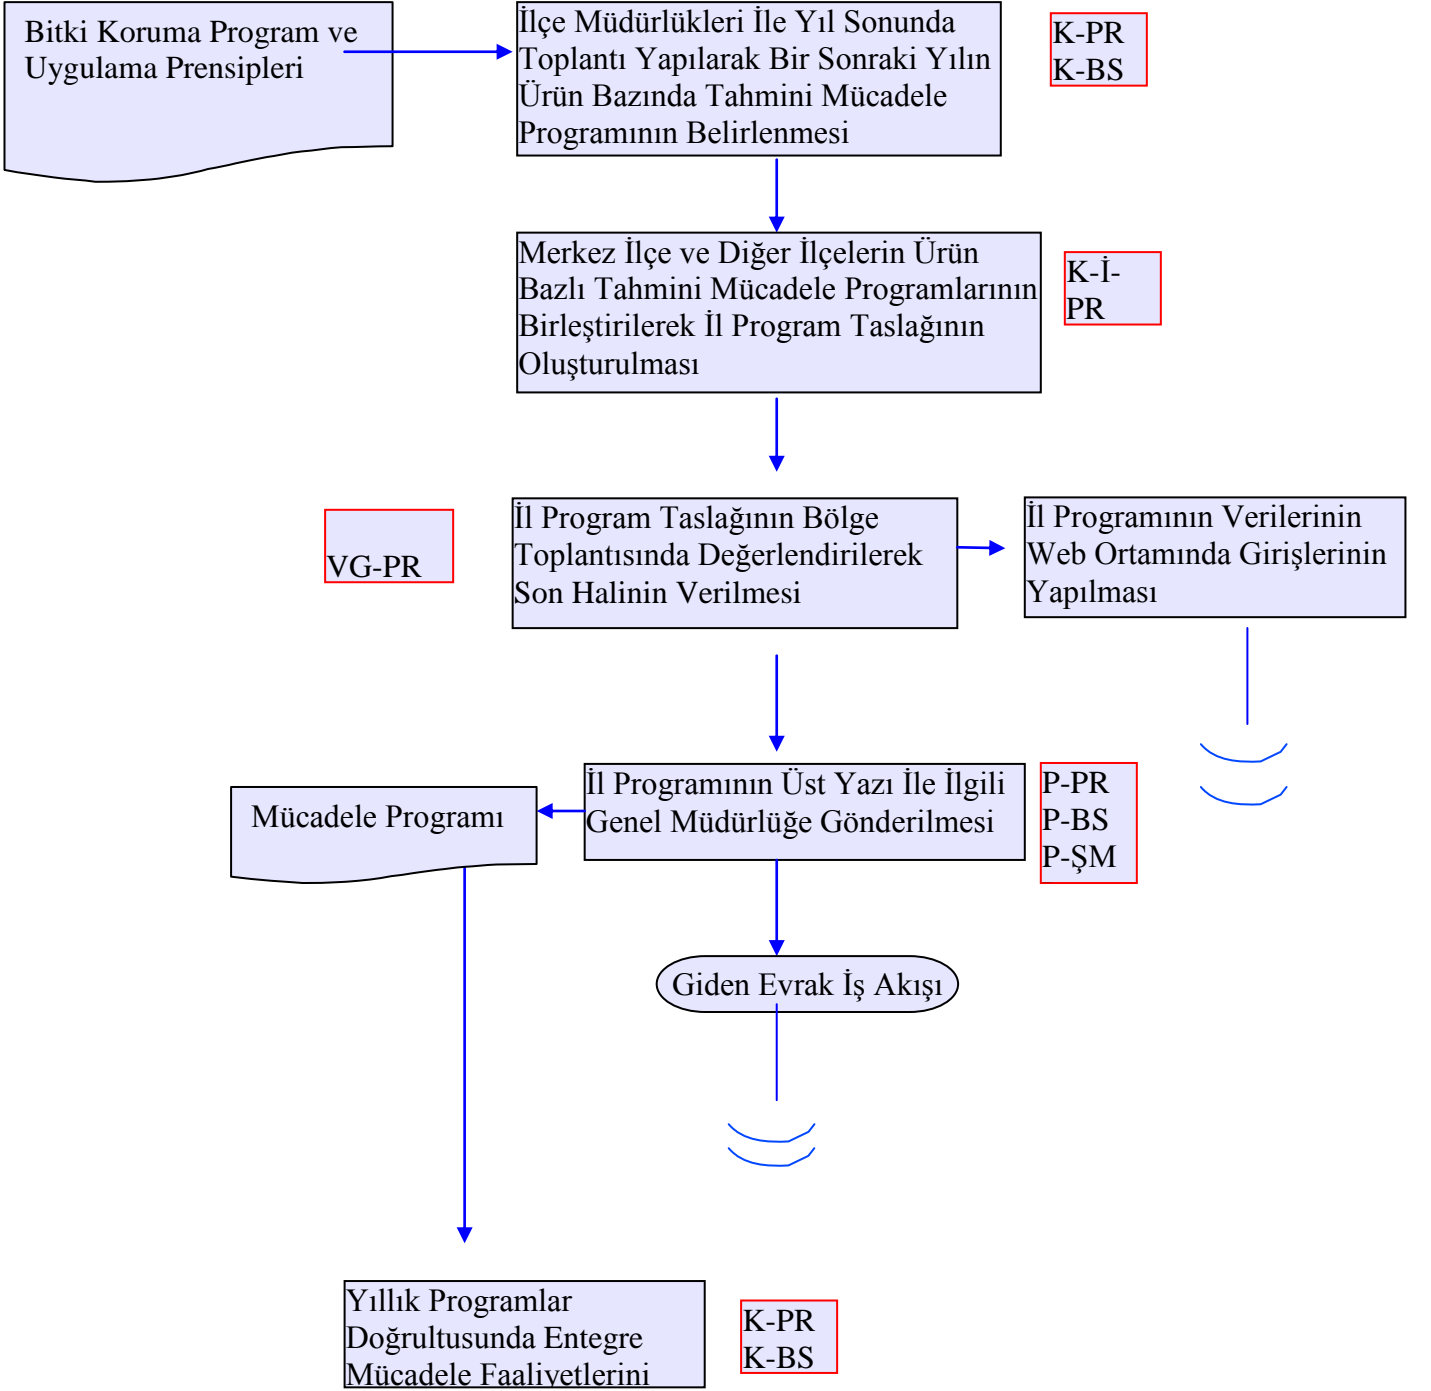 Bitki Koruma Program ve
Uygulama Prensipleri
İlçe Müdürlükleri İle Yıl Sonunda
Toplantı Yapılarak Bir Sonraki Yılın
Ürün Bazında Tahmini Mücadele
Programının Belirlenmesi
K-PR
K-BS
Merkez İlçe ve Diğer İlçelerin Ürün
Bazlı Tahmini Mücadele Programlarının
Birleştirilerek İl Program Taslağının
Oluşturulması
K-İ-
PR
VG-PR
İl Program Taslağının Bölge
Toplantısında Değerlendirilerek
Son Halinin Verilmesi
İl Programının Verilerinin
Web Ortamında Girişlerinin
Yapılması
Mücadele Programı
İl Programının Üst Yazı İle İlgili
Genel Müdürlüğe Gönderilmesi
P-PR
P-BS
P-ŞM
Giden Evrak İş Akışı
Yıllık Programlar
Doğrultusunda Entegre
Mücadele Faaliyetlerini
K-PR
K-BS